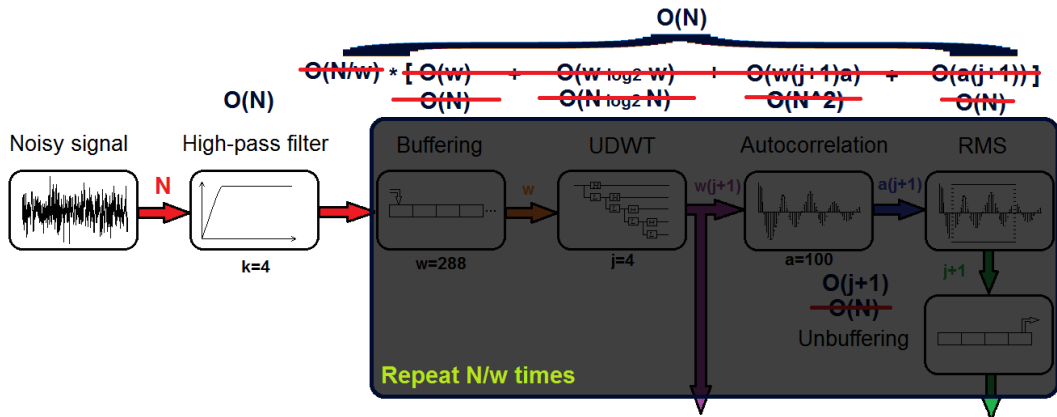 O(N)
O(N/w) * [ O(w) + O(w log2 w) + O(w(j+1)a) + O(a(j+1)) ]
O(N) O(N) O(N log2 N) O(N^2) O(N)
Noisy signal High-pass filter Buffering UDWT Autocorrelation RMS
N w w(j+1) a(j+1)
H
L
H
L
H
L
H
L
k=4 w=288 j=4 a=100
j+1
O(j+1)
O(N)
Unbuffering
Repeat N/w times